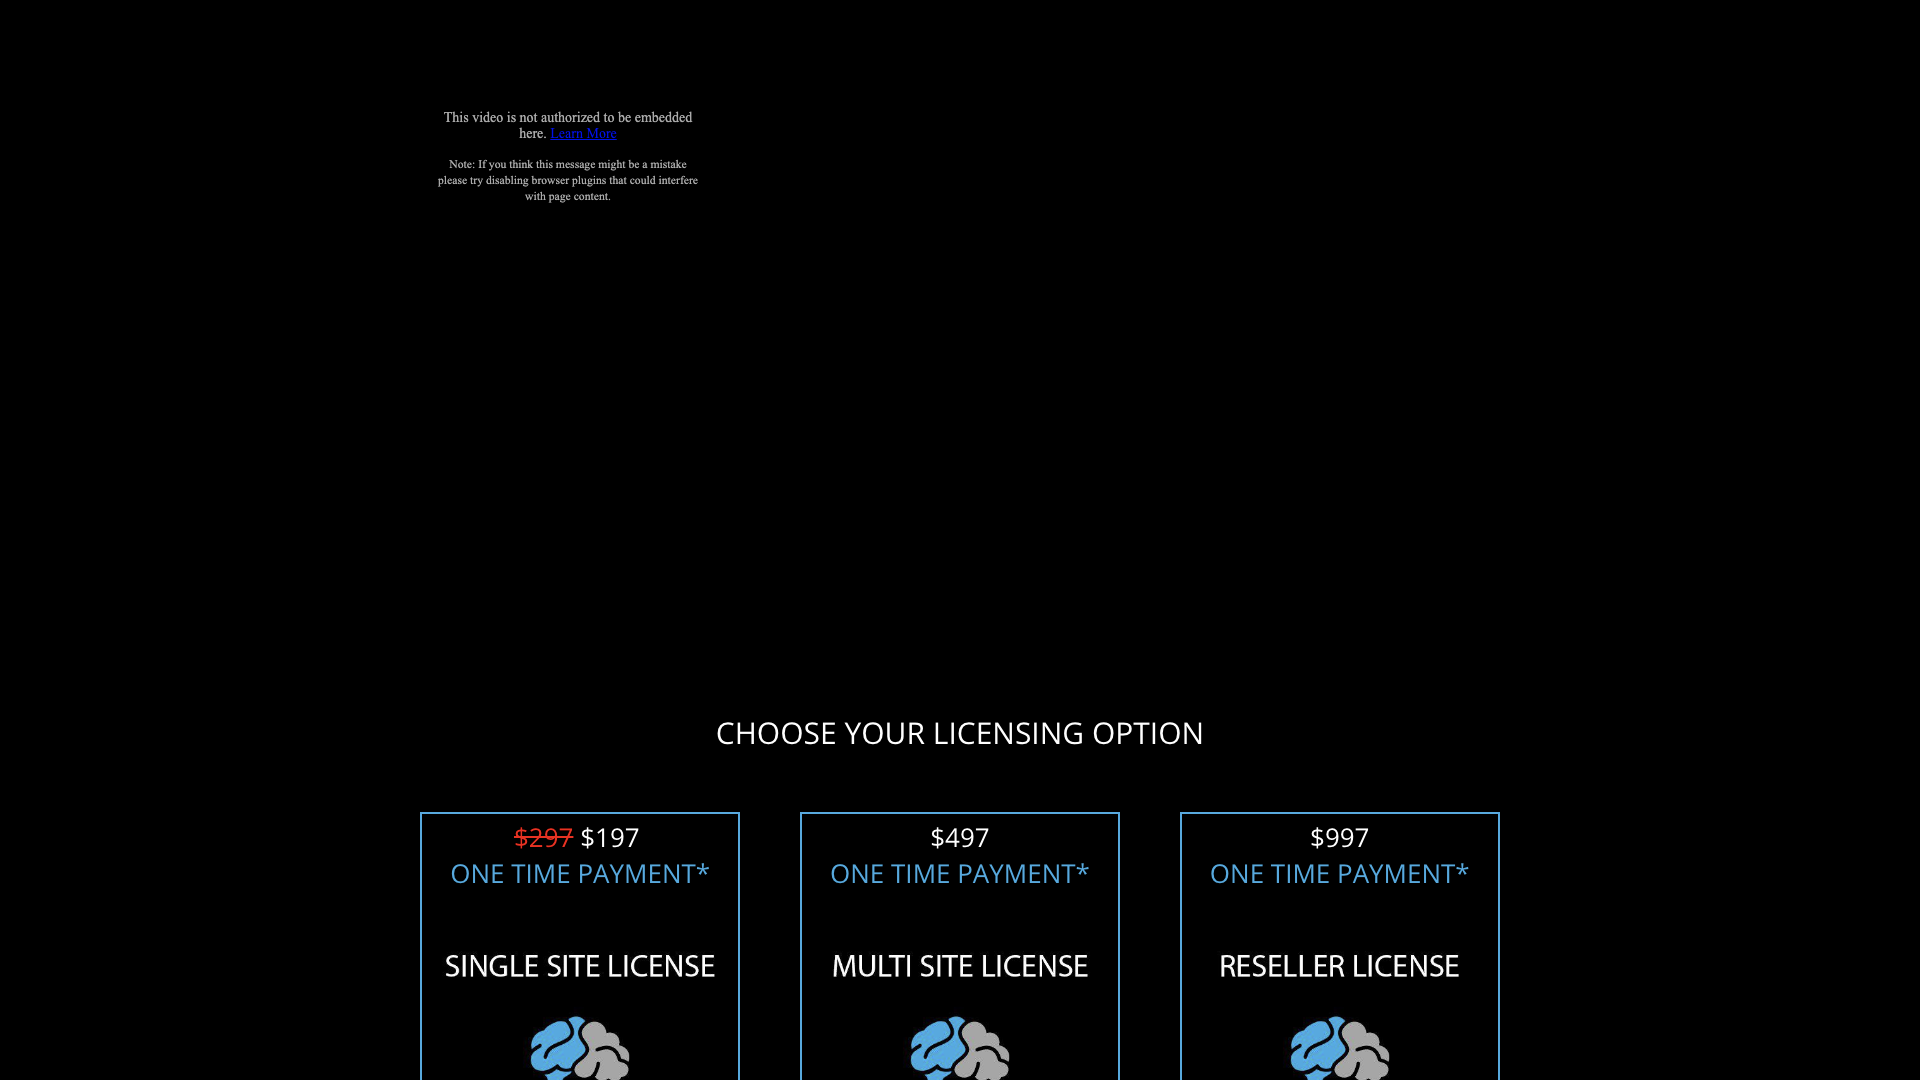 This video is not authorized to be embedded
here. Learn More
Note: If you think this message might be a mistake
please try disabling browser plugins that could interfere
with page content.
CHOOSE YOUR LICENSING OPTION
$297 $197
ONE TIME PAYMENT*
SINGLE SITE LICENSE
$497
ONE TIME PAYMENT*
MULTI SITE LICENSE
$997
ONE TIME PAYMENT*
RESELLER LICENSE